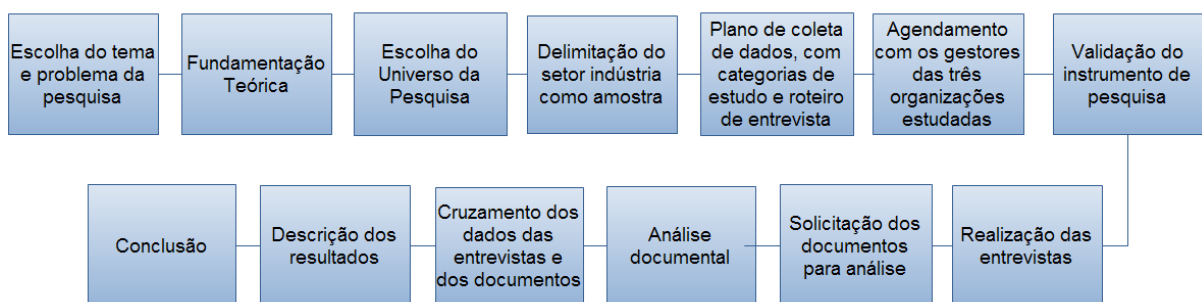 Escolha do tema
e problema da
pesquisa
Fundamentação
Teórica
Escolha do
Universo da
Pesquisa
Delimitação do
setor indústria
como amostra
Plano de coleta
de dados, com
categorias de
estudo e roteiro
de entrevista
Agendamento
com os gestores
das três
organizações
estudadas
Validação do
instrumento de
pesquisa
Conclusão
Descrição dos
resultados
Cruzamento dos
dados das
entrevistas e
dos documentos
Análise
documental
Solicitação dos
documentos
para análise
Realização das
entrevistas